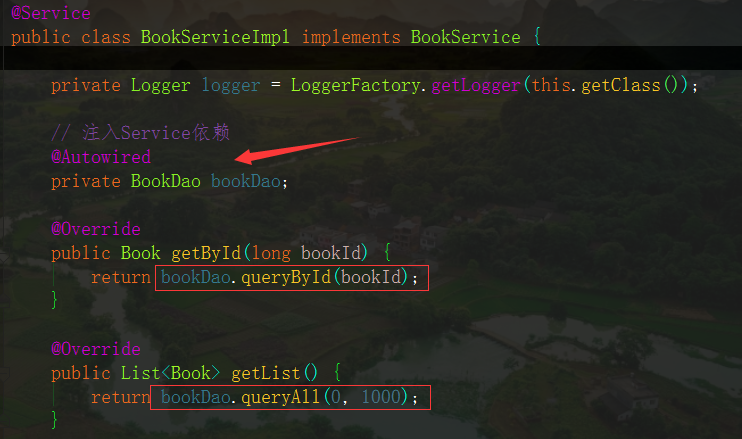 @Service
public class BookServiceImpl implements BookService {
private Logger logger = LoggerFactory.getLogger(this.getClass());
// 注入Service依赖
@Autowired
private BookDao bookDao;
@Override
public Book getById(long bookId) {
return bookDao.queryById(bookId);
}
@Override
public List<Book> getList() {
return bookDao.queryAll(0, 1000);
}